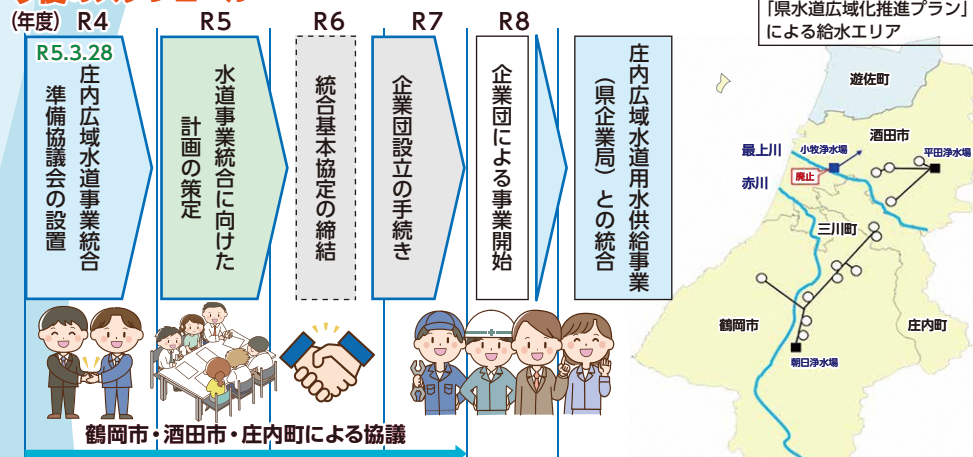 (年度) R4 R5 R6 R7 R8
R5.3.28
庄内広域水道事業統合
準備協議会の設置
水道事業統合に向けた
計画の策定
統合基本協定の締結
企業団設立の手続き
企業団による事業開始
庄内広域水道用水供給事業
（県企業局）との統合
鶴岡市・酒田市・庄内町による協議
「県水道広域化推進プラン」
による給水エリア
遊佐町
酒田市
最上川
小牧浄水場
平田浄水場
廃止
赤川
三川町
鶴岡市
庄内町
朝日浄水場